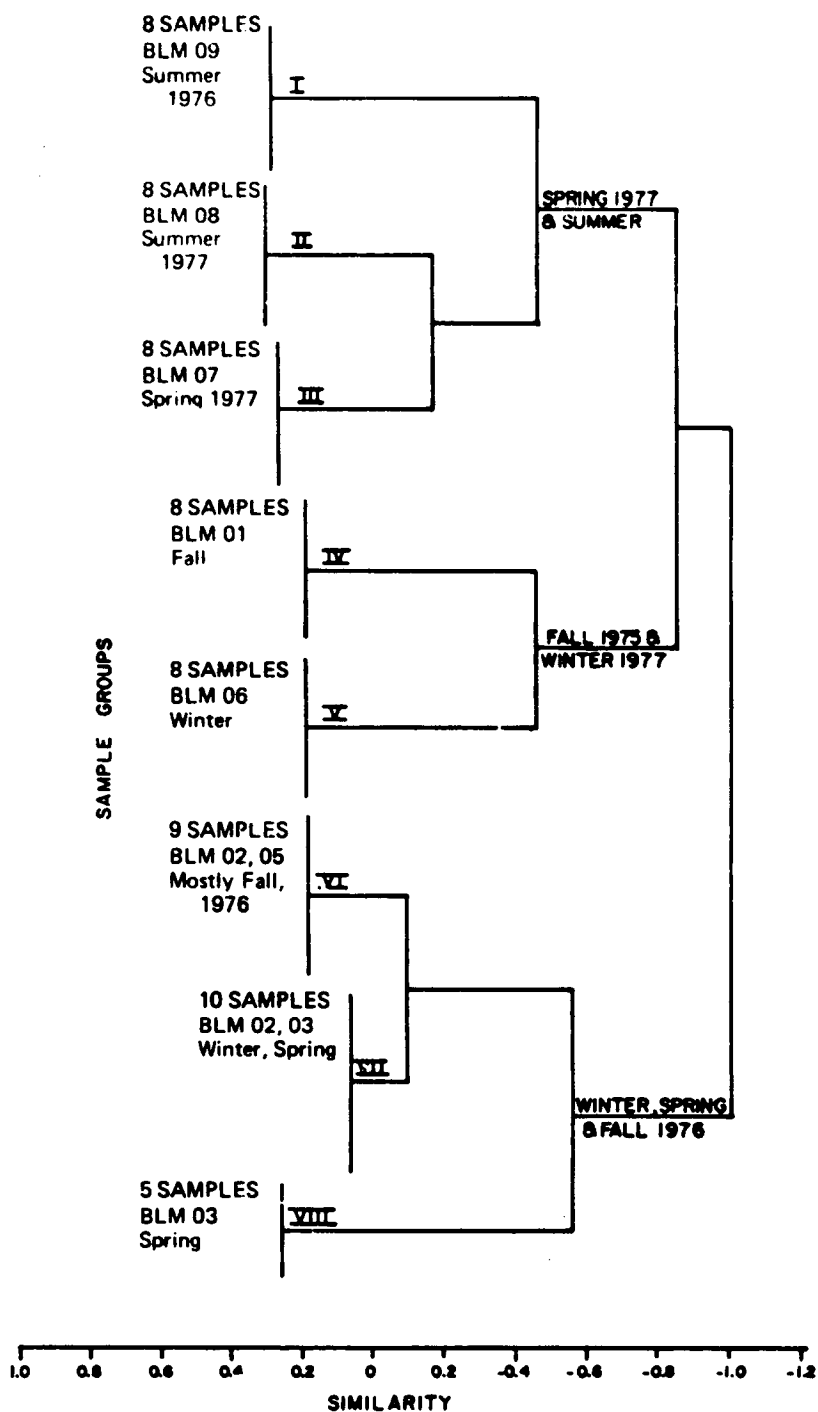 8 SAMPLES
BLM 09
Summer
1976
I
8 SAMPLES
BLM 08
Summer
1977
II
SPRING 1977
& SUMMER
8 SAMPLES
BLM 07
Spring 1977
III
8 SAMPLES
BLM 01
Fall
IV
FALL 1975 &
WINTER 1977
8 SAMPLES
BLM 06
Winter
V
SAMPLE GROUPS
9 SAMPLES
BLM 02, 05
Mostly Fall,
1976
VI
10 SAMPLES
BLM 02, 03
Winter, Spring
VII
WINTER, SPRING
& FALL 1976
5 SAMPLES
BLM 03
Spring
VIII
1.0 0.8 0.6 0.4 0.2 0 0.2 -0.4 -0.6 -0.8 -1.0 -1.2
SIMILARITY